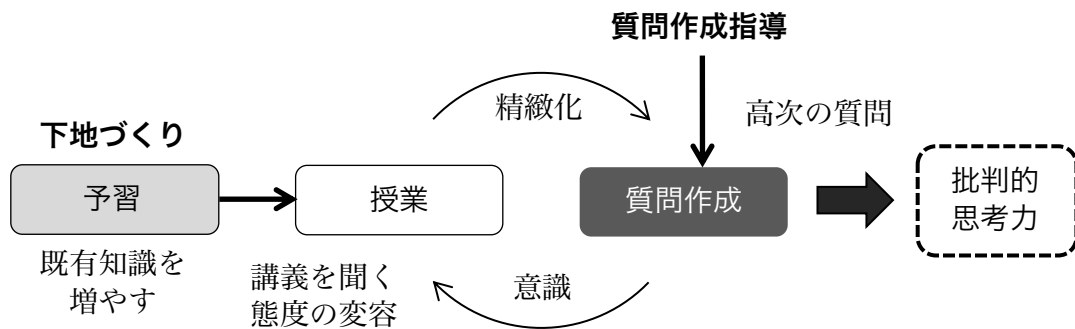 質問作成指導
精緻化
高次の質問
下地づくり
予習
授業
質問作成
批判的
思考力
既有知識を
増やす
講義を聞く
態度の変容
意識